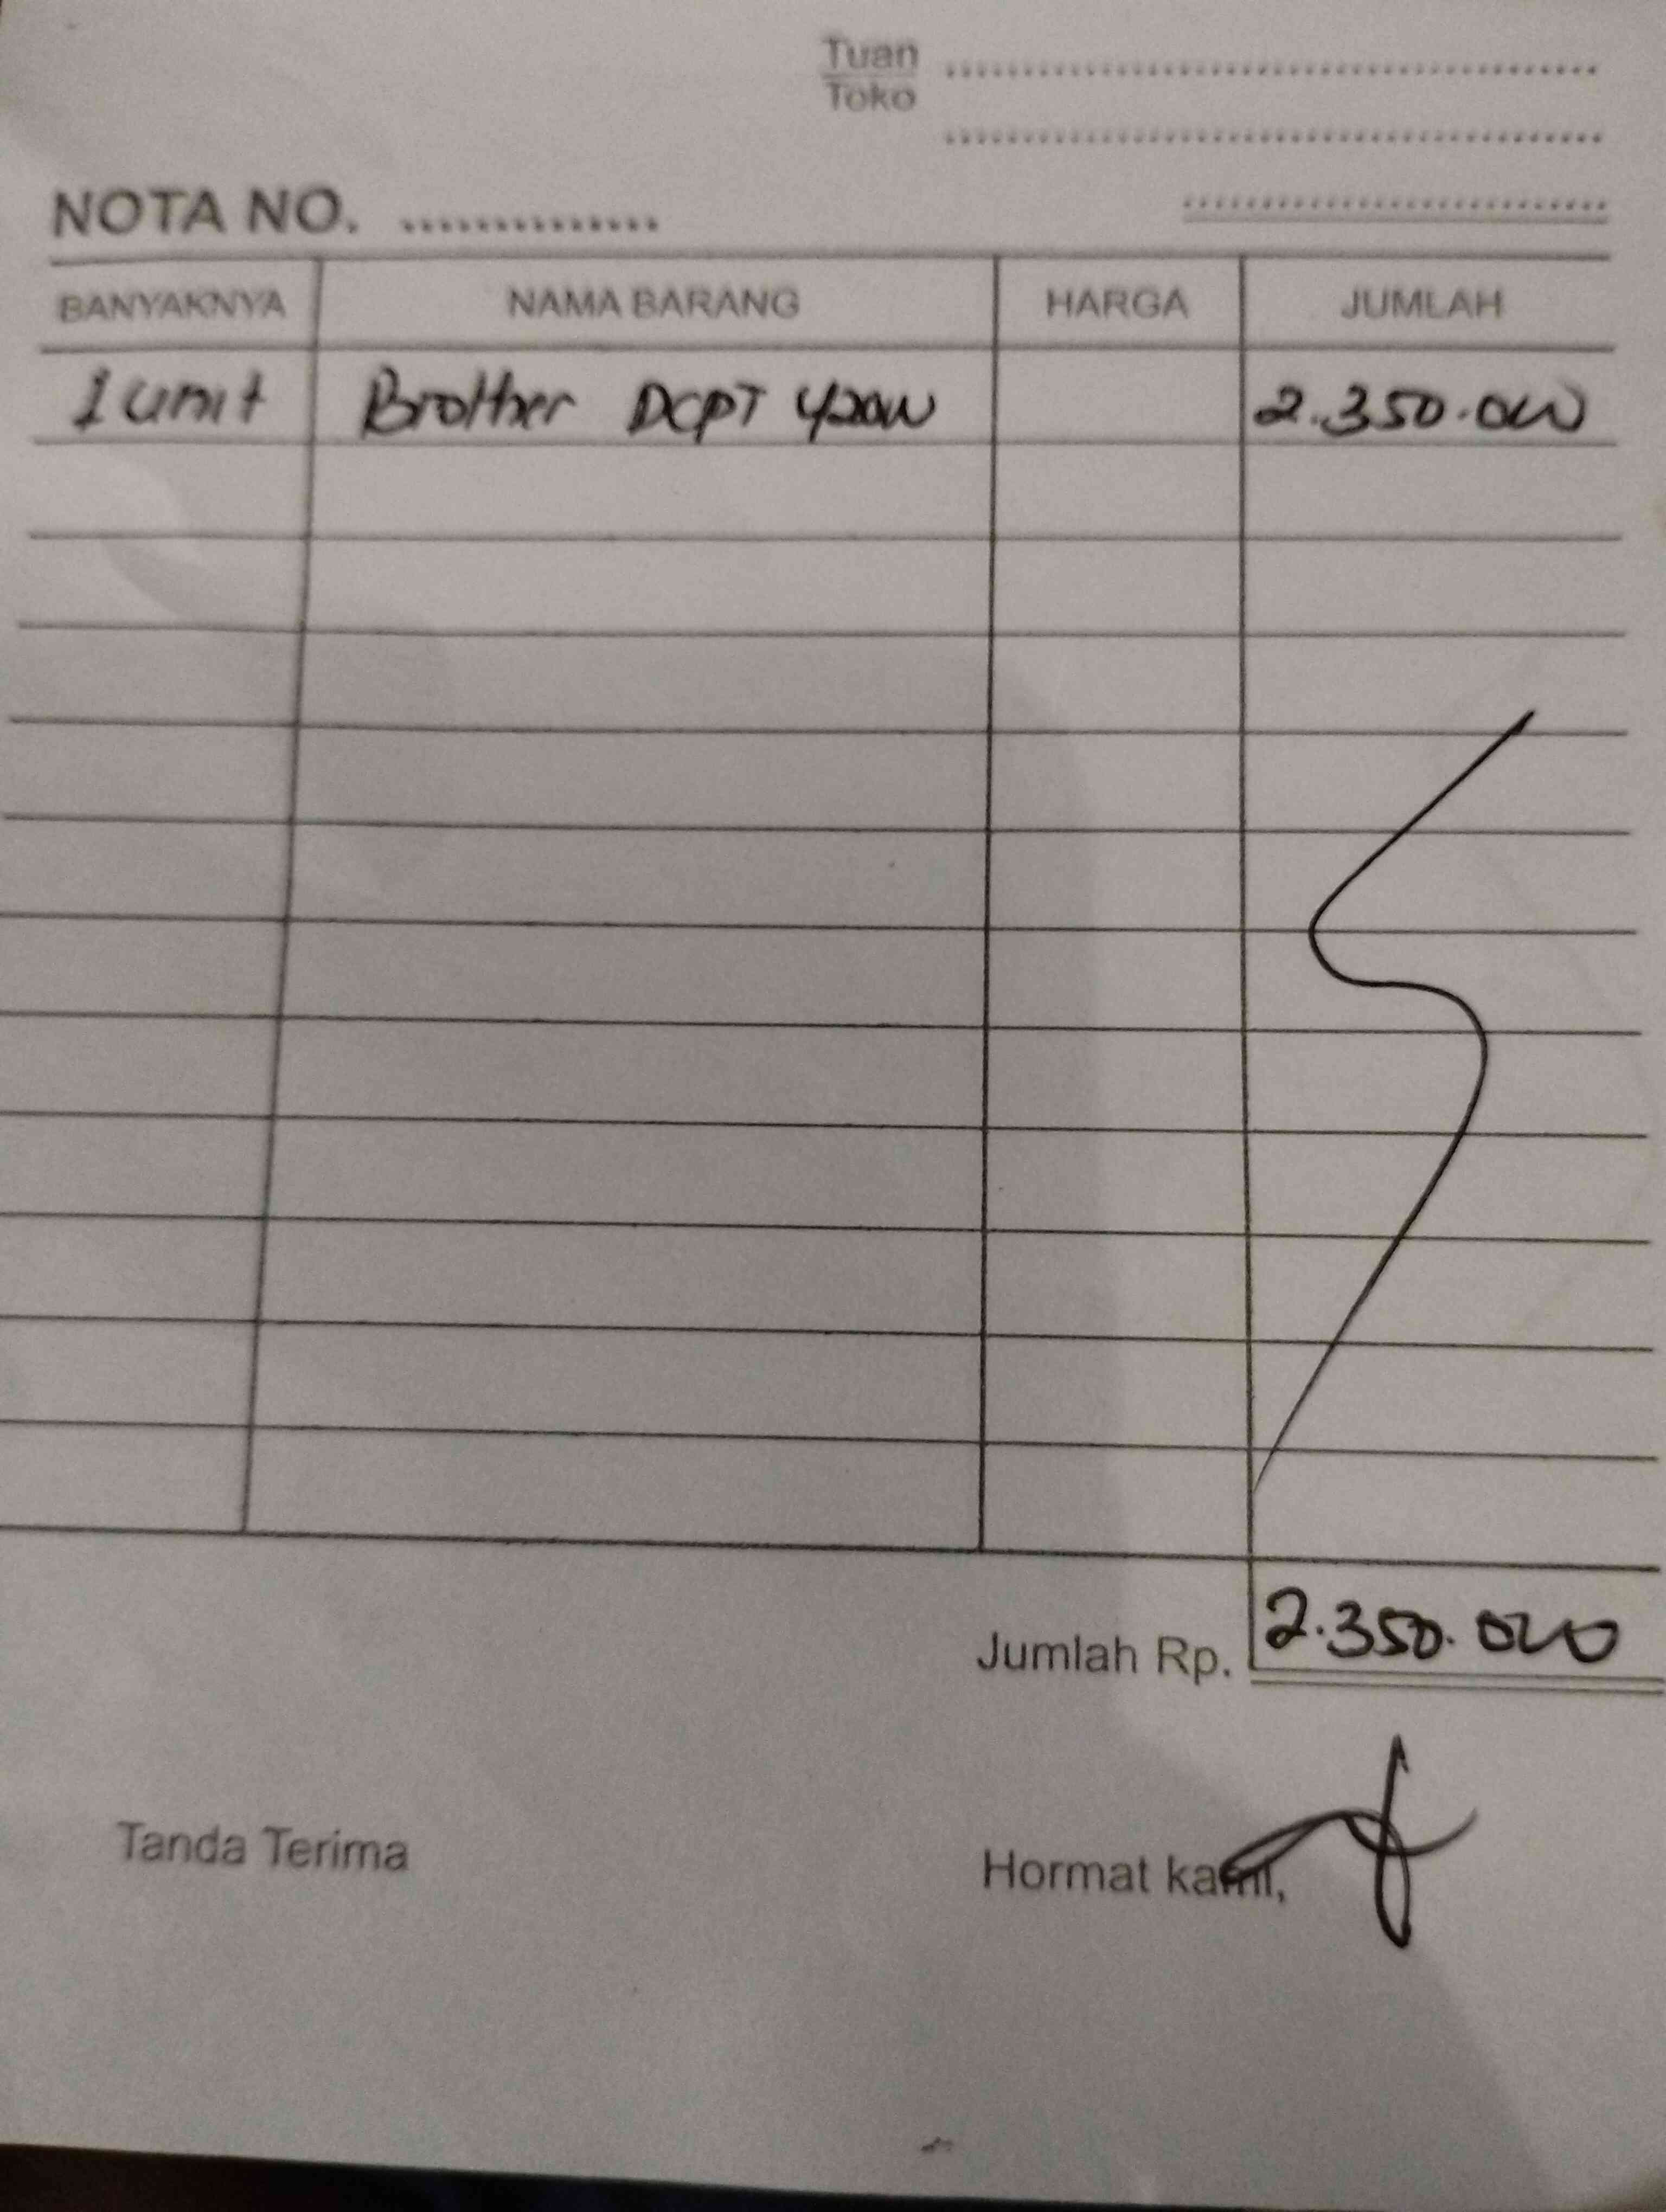 Tuan
Toko
NOTA NO. ..............
BANYAKNYA NAMA BARANG HARGA JUMLAH
1 unit Brother DCPT 420W 2.350.000
Jumlah Rp. 2.350.000
Tanda Terima Hormat kami,